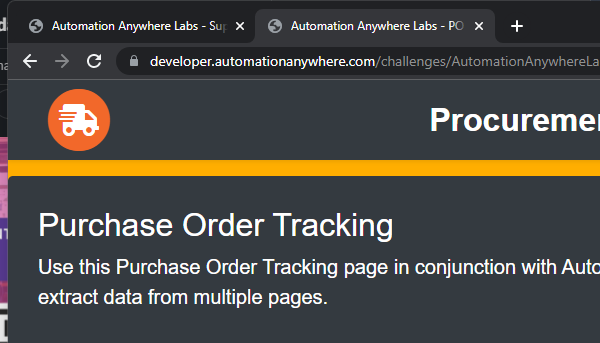 Automation Anywhere Labs - Sup
Automation Anywhere Labs - PO
developer.automationanywhere.com/challenges/AutomationAnywhereLa
Procuremen
Purchase Order Tracking
Use this Purchase Order Tracking page in conjunction with Auto
extract data from multiple pages.